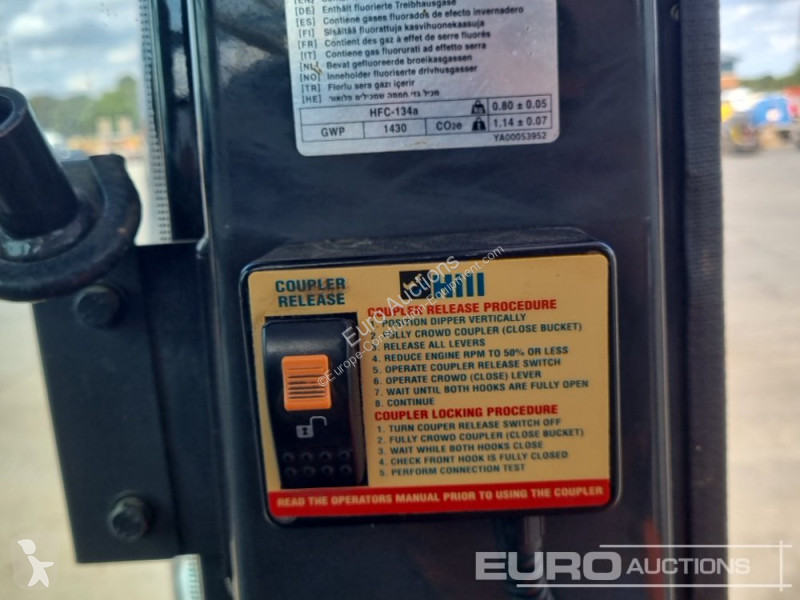 [DE] Enthält fluorierte Treibhausgase
[ES] Contiene gases fluorados de efecto invernadero
[FI] Sisältää fluorattuja kasvihuonekaasuja
[FR] Contient des gaz à effet de serre fluorés
[IT] Contiene gas fluorurati ad effetto serra
[NL] Bevat gefluoreerde broeikasgassen
[NO] Inneholder fluoriserte drivhusgasser
[TR] Florlu sera gazı içerir
[HE]
HFC-134a 0.80 ± 0.05
GWP 1430 CO2e 1.14 ± 0.07
YA00053952
COUPLER
RELEASE
Hill
COUPLER RELEASE PROCEDURE
POSITION DIPPER VERTICALLY
2. FULLY CROWD COUPLER (CLOSE BUCKET)
3. RELEASE ALL LEVERS
4. REDUCE ENGINE RPM TO 50% OR LESS
5. OPERATE COUPLER RELEASE SWITCH
6. OPERATE CROWD (CLOSE) LEVER
7. WAIT UNTIL BOTH HOOKS ARE FULLY OPEN
8. CONTINUE
COUPLER LOCKING PROCEDURE
1. TURN COUPER RELEASE SWITCH OFF
2. FULLY CROWD COUPLER (CLOSE BUCKET)
3. WAIT WHILE BOTH HOOKS CLOSE
4. CHECK FRONT HOOK IS FULLY CLOSED
5. PERFORM CONNECTION TEST
READ THE OPERATORS MANUAL PRIOR TO USING THE COUPLER
Euro Auctions
EURO AUCTIONS